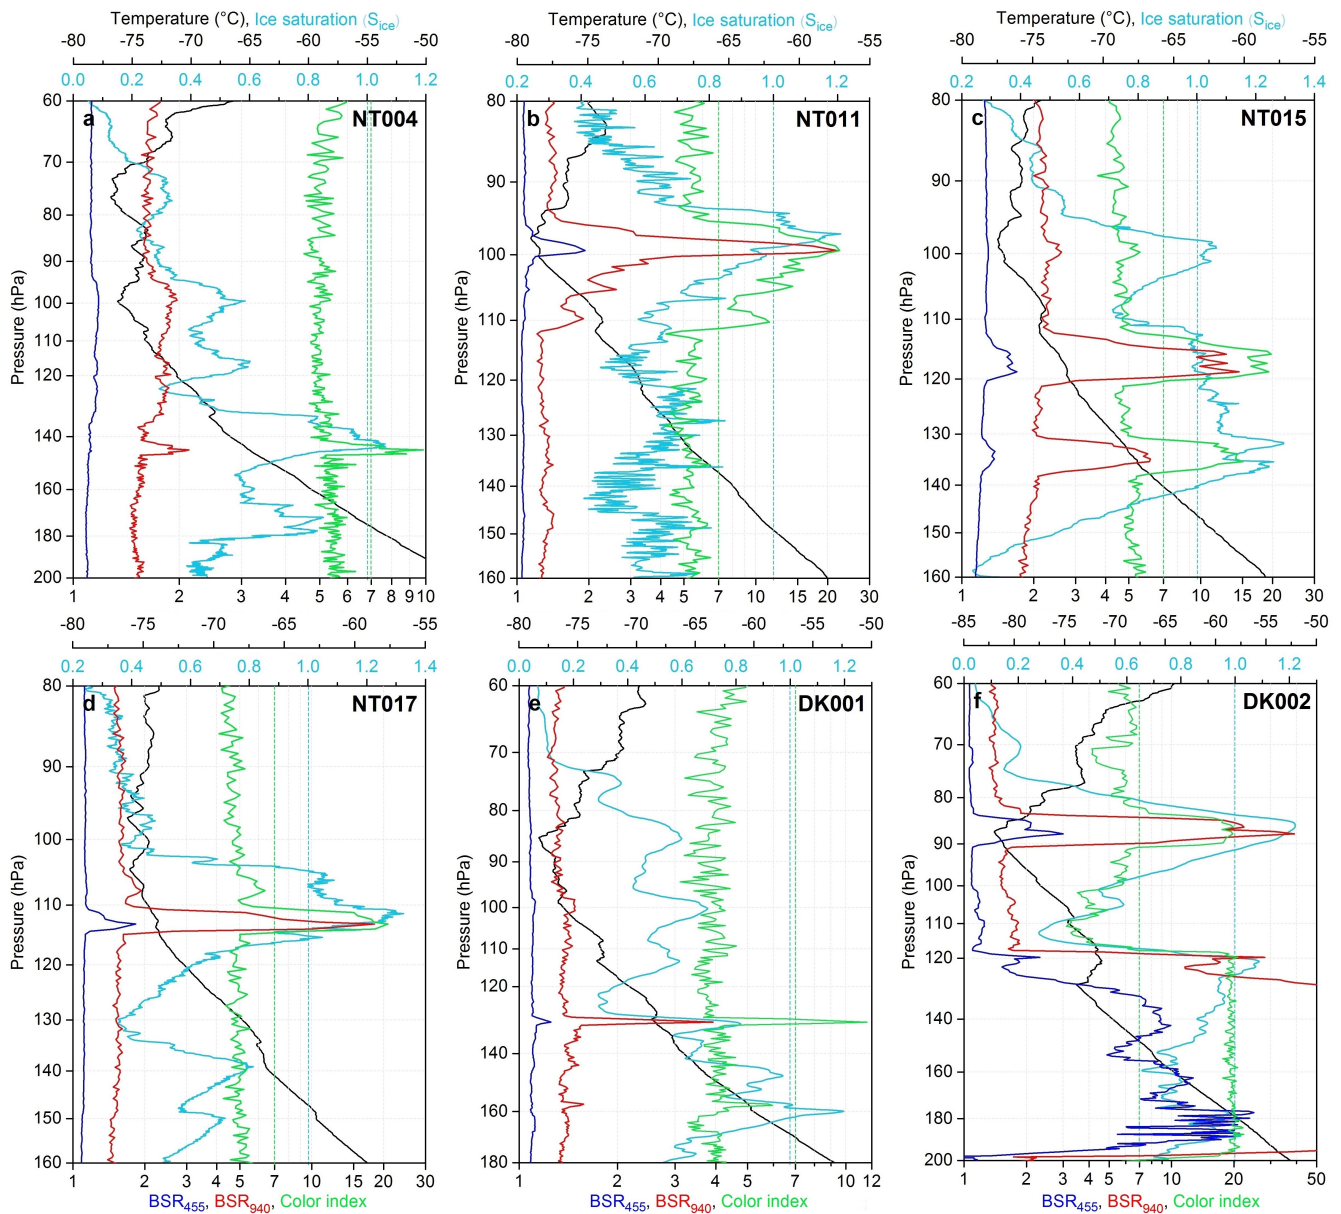 Temperature (°C), Ice saturation (Sice)
Temperature (°C), Ice saturation (Sice)
Temperature (°C), Ice saturation (Sice)
-80 -75 -70 -65 -60 -55 -50
-80 -75 -70 -65 -60 -55
-80 -75 -70 -65 -60 -55
0.0 0.2 0.4 0.6 0.8 1.0 1.2
0.2 0.4 0.6 0.8 1.0 1.2
0.2 0.4 0.6 0.8 1.0 1.2 1.4
a NT004
b NT011
c NT015
Pressure (hPa)
60 70 80 90 100 110 120 140 160 180 200
Pressure (hPa)
80 90 100 110 120 130 140 150 160
Pressure (hPa)
80 90 100 110 120 130 140 150 160
1 2 3 4 5 6 7 8 9 10
1 2 3 4 5 7 10 15 20 30
1 2 3 4 5 7 10 15 20 30
-80 -75 -70 -65 -60 -55
-80 -75 -70 -65 -60 -55 -50
-85 -80 -75 -70 -65 -60 -55 -50
0.2 0.4 0.6 0.8 1.0 1.2 1.4
0.0 0.2 0.4 0.6 0.8 1.0 1.2
0.0 0.2 0.4 0.6 0.8 1.0 1.2
d NT017
e DK001
f DK002
Pressure (hPa)
80 90 100 110 120 130 140 150 160
Pressure (hPa)
60 70 80 90 100 110 120 140 160 180
Pressure (hPa)
60 70 80 90 100 110 120 140 160 180 200
1 2 3 4 5 7 10 15 20 30
1 2 3 4 5 7 10 12
1 2 3 4 5 7 10 20 50
BSR455, BSR940, Color index
BSR455, BSR940, Color index
BSR455, BSR940, Color index